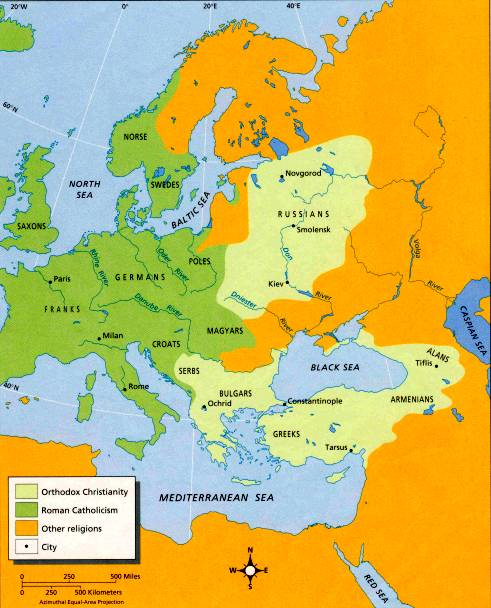 20°W
0°
20°E
40°E
60°N
NORSE
SWEDES
NORTH
SEA
BALTIC SEA
Novgorod
RUSSIANS
Smolensk
SAXONS
Paris
Rhine
River
Oder
River
GERMANS
POLES
Don
Volga
Kiev
River
River
FRANKS
Danube
River
Dniester
River
CASPIAN SEA
MAGYARS
Milan
CROATS
ALANS
Tiflis
SERBS
BLACK SEA
40°N
Rome
BULGARS
Ochrid
Constantinople
ARMENIANS
GREEKS
Tarsus
MEDITERRANEAN SEA
Orthodox Christianity
Roman Catholicism
Other religions
City
N
W
E
S
0 250 500 Miles
0 250 500 Kilometers
Azimuthal Equal-Area Projection
RED SEA